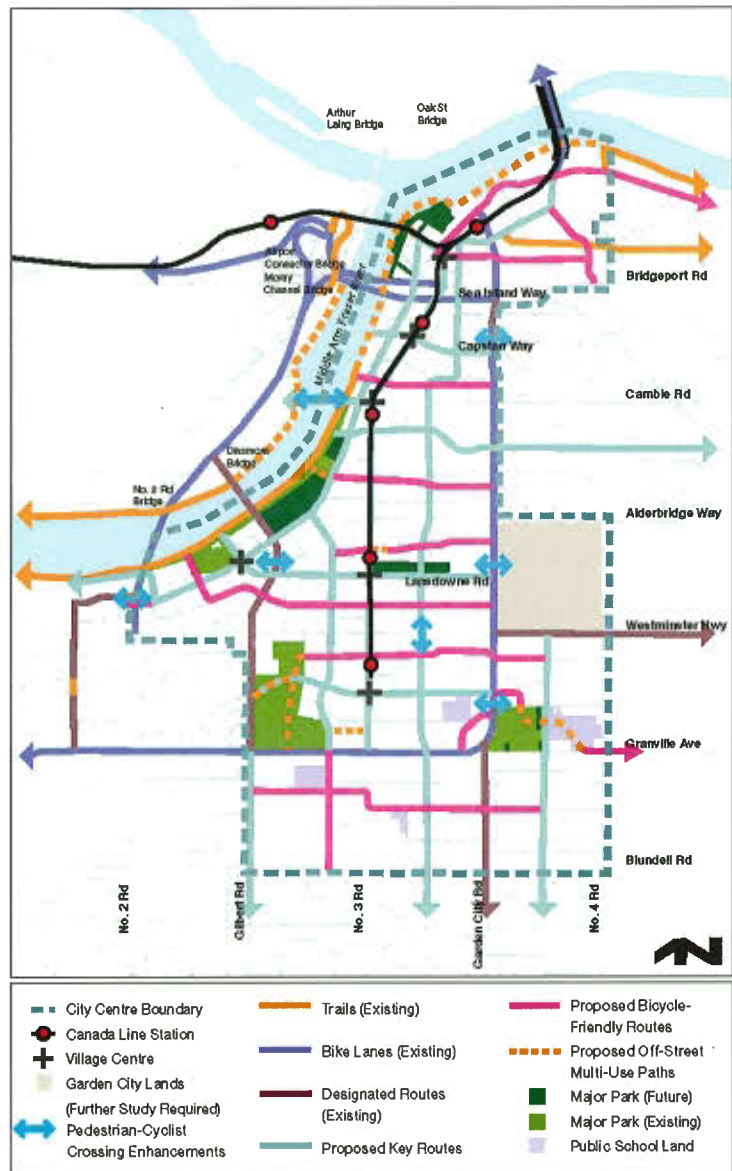 Arthur
Laing Bridge
Oak St
Bridge
Airport
Connector Bridge
Moray
Channel Bridge
Middle Arm Fraser River
Sea Island Way
Bridgeport Rd
Capstan Way
Cambie Rd
Dinsmore
Bridge
No. 2 Rd
Bridge
Alderbridge Way
Lansdowne Rd
Westminster Hwy
Granville Ave
Blundell Rd
No. 2 Rd
Gilbert Rd
No. 3 Rd
Garden City Rd
No. 4 Rd
N
City Centre Boundary
Canada Line Station
Village Centre
Garden City Lands
(Further Study Required)
Pedestrian-Cyclist
Crossing Enhancements
Trails (Existing)
Bike Lanes (Existing)
Designated Routes
(Existing)
Proposed Key Routes
Proposed Bicycle-
Friendly Routes
Proposed Off-Street
Multi-Use Paths
Major Park (Future)
Major Park (Existing)
Public School Land